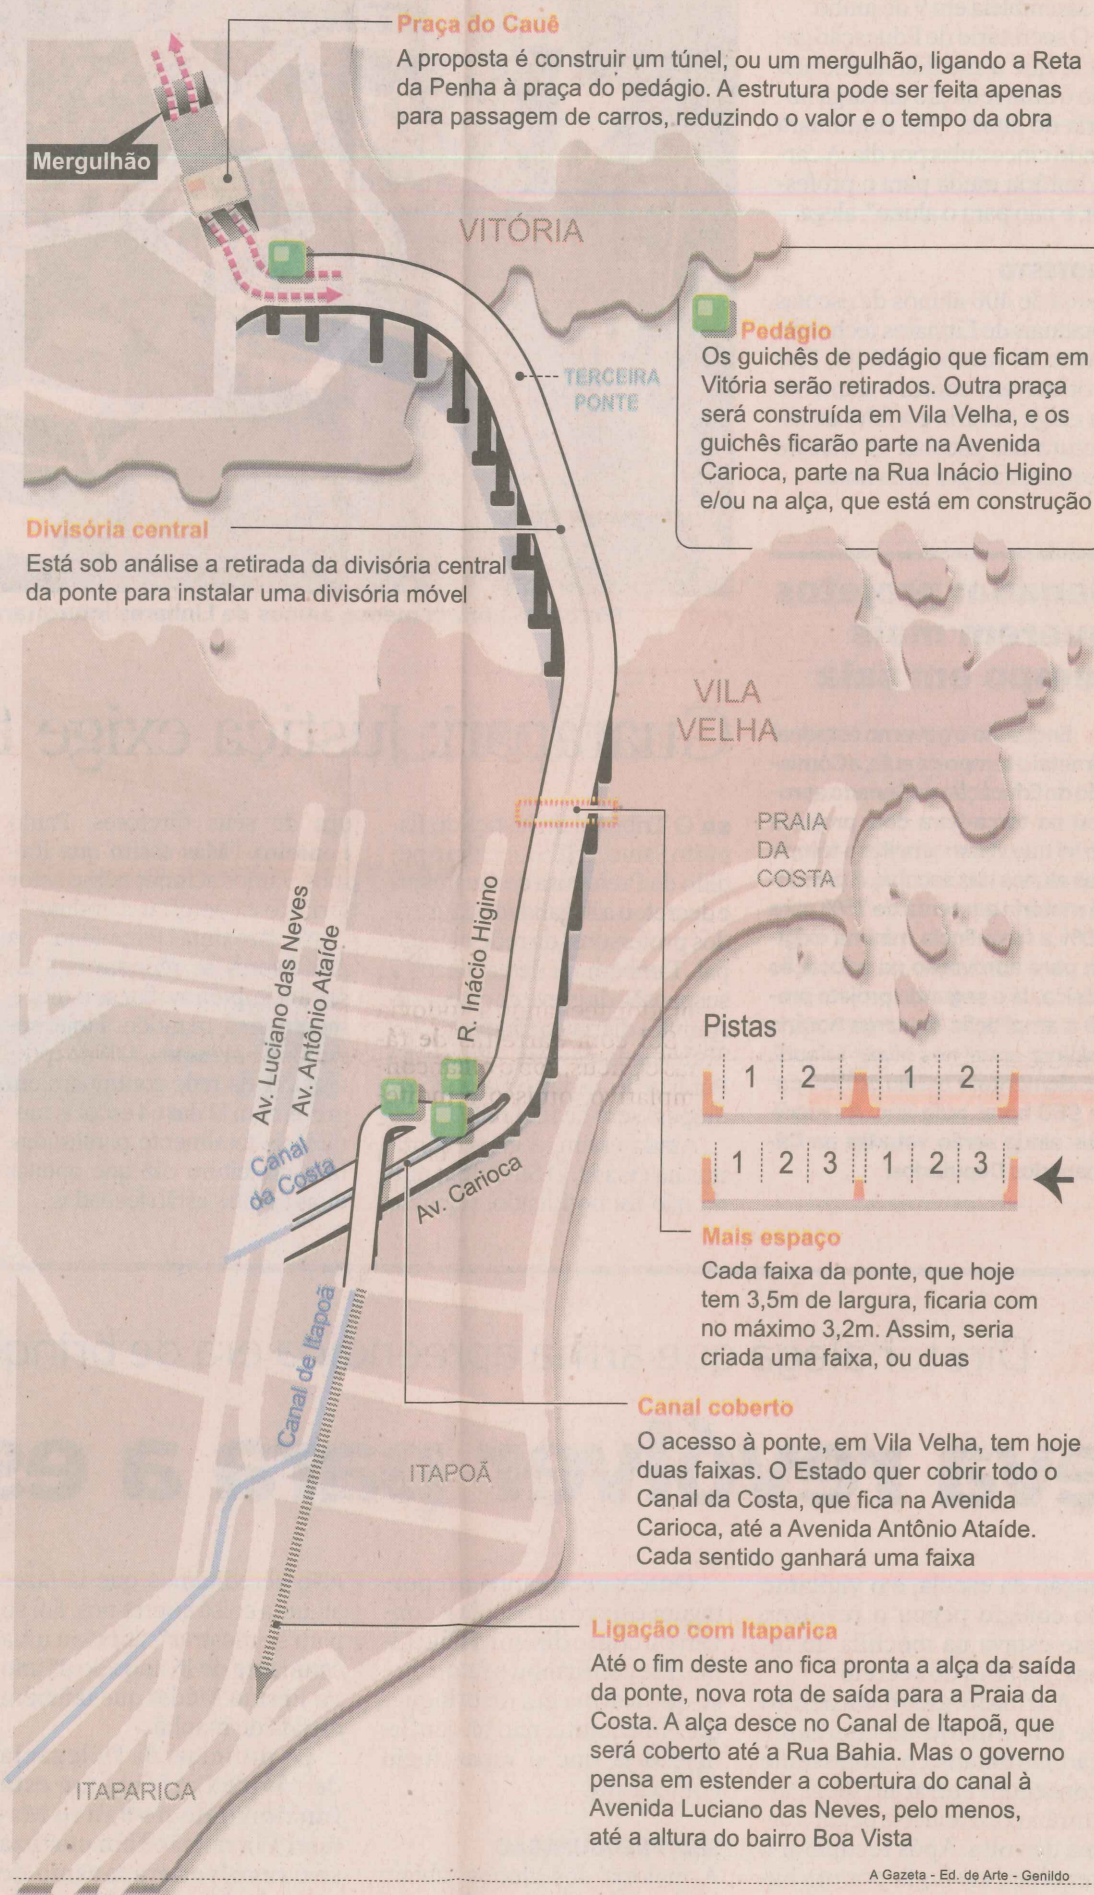 Praça do Cauê
A proposta é construir um túnel, ou um mergulhão, ligando a Reta
da Penha à praça do pedágio. A estrutura pode ser feita apenas
para passagem de carros, reduzindo o valor e o tempo da obra
Mergulhão
VITÓRIA
TERCEIRA
PONTE
Pedágio
Os guichês de pedágio que ficam em
Vitória serão retirados. Outra praça
será construída em Vila Velha, e os
guichês ficarão parte na Avenida
Carioca, parte na Rua Inácio Higino
e/ou na alça, que está em construção
Divisória central
Está sob análise a retirada da divisória central
da ponte para instalar uma divisória móvel
VILA
VELHA
PRAIA
DA
COSTA
Av. Luciano das Neves
Av. Antônio Ataíde
R. Inácio Higino
Canal
da Costa
Av. Carioca
Pistas
1 2 1 2
1 2 3 1 2 3
Mais espaço
Cada faixa da ponte, que hoje
tem 3,5m de largura, ficaria com
no máximo 3,2m. Assim, seria
criada uma faixa, ou duas
Canal de Itapoã
Canal coberto
O acesso à ponte, em Vila Velha, tem hoje
duas faixas. O Estado quer cobrir todo o
Canal da Costa, que fica na Avenida
Carioca, até a Avenida Antônio Ataíde.
Cada sentido ganhará uma faixa
ITAPOÃ
Ligação com Itaparica
Até o fim deste ano fica pronta a alça da saída
da ponte, nova rota de saída para a Praia da
Costa. A alça desce no Canal de Itapoã, que
será coberto até a Rua Bahia. Mas o governo
pensa em estender a cobertura do canal à
Avenida Luciano das Neves, pelo menos,
até a altura do bairro Boa Vista
ITAPARICA
A Gazeta - Ed. de Arte - Genildo